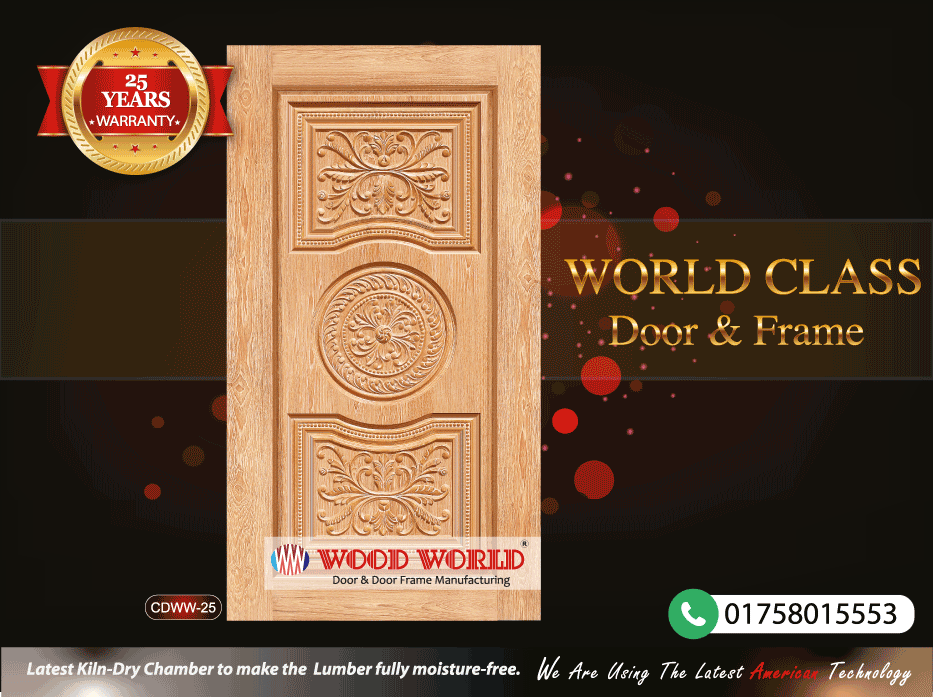 25
YEARS
WARRANTY
WORLD CLASS
Door & Frame
WOOD WORLD ®
Door & Door Frame Manufacturing
CDWW-25
01758015553
Latest Kiln-Dry Chamber to make the Lumber fully moisture-free.
We Are Using The Latest American Technology